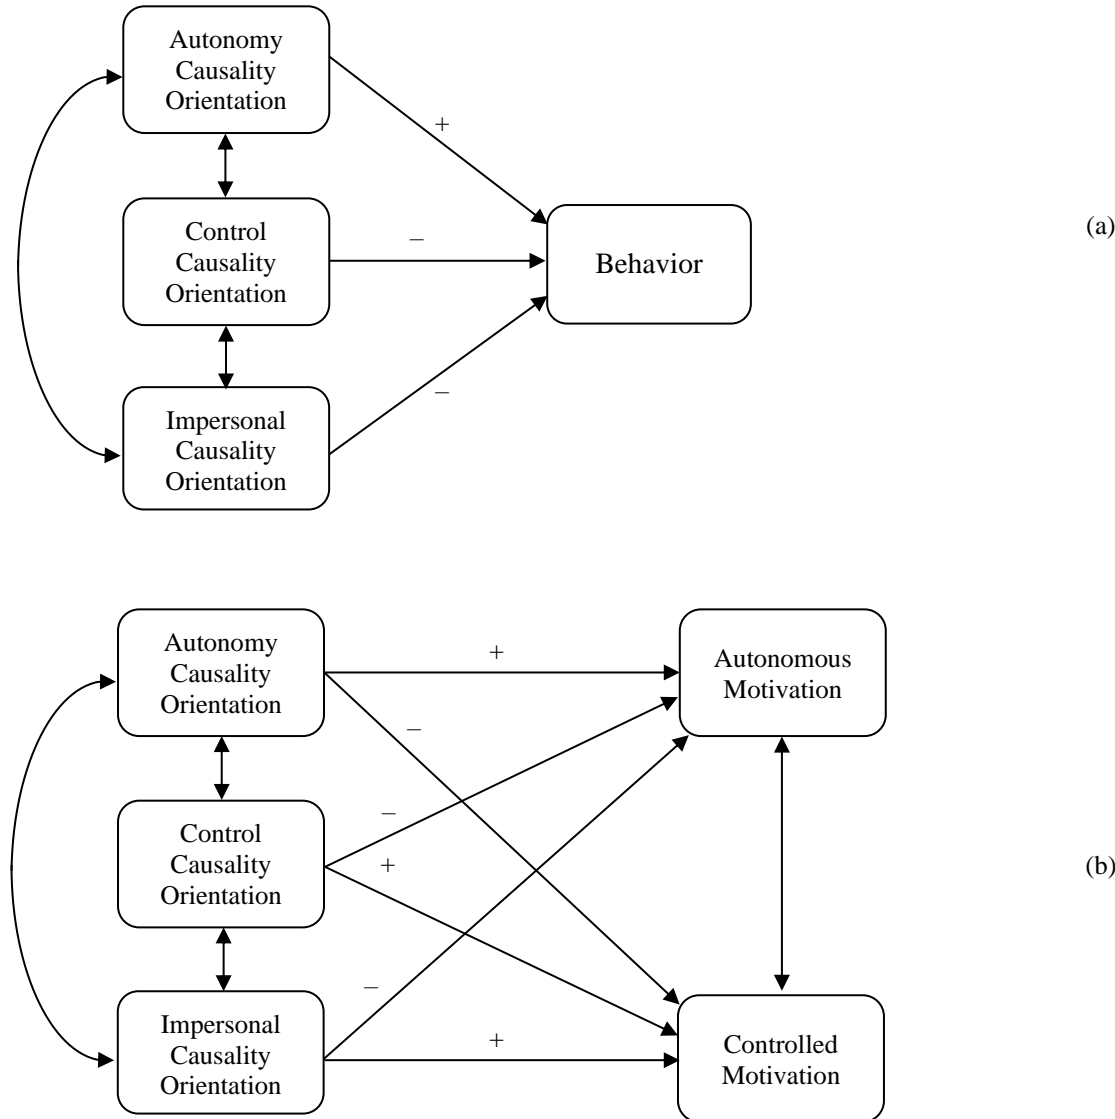 Autonomy
Causality
Orientation
+
Control
Causality
Orientation
–
Behavior
(a)
Impersonal
Causality
Orientation
–
Autonomy
Causality
Orientation
+
–
Autonomous
Motivation
Control
Causality
Orientation
–
+
(b)
Impersonal
Causality
Orientation
–
+
Controlled
Motivation